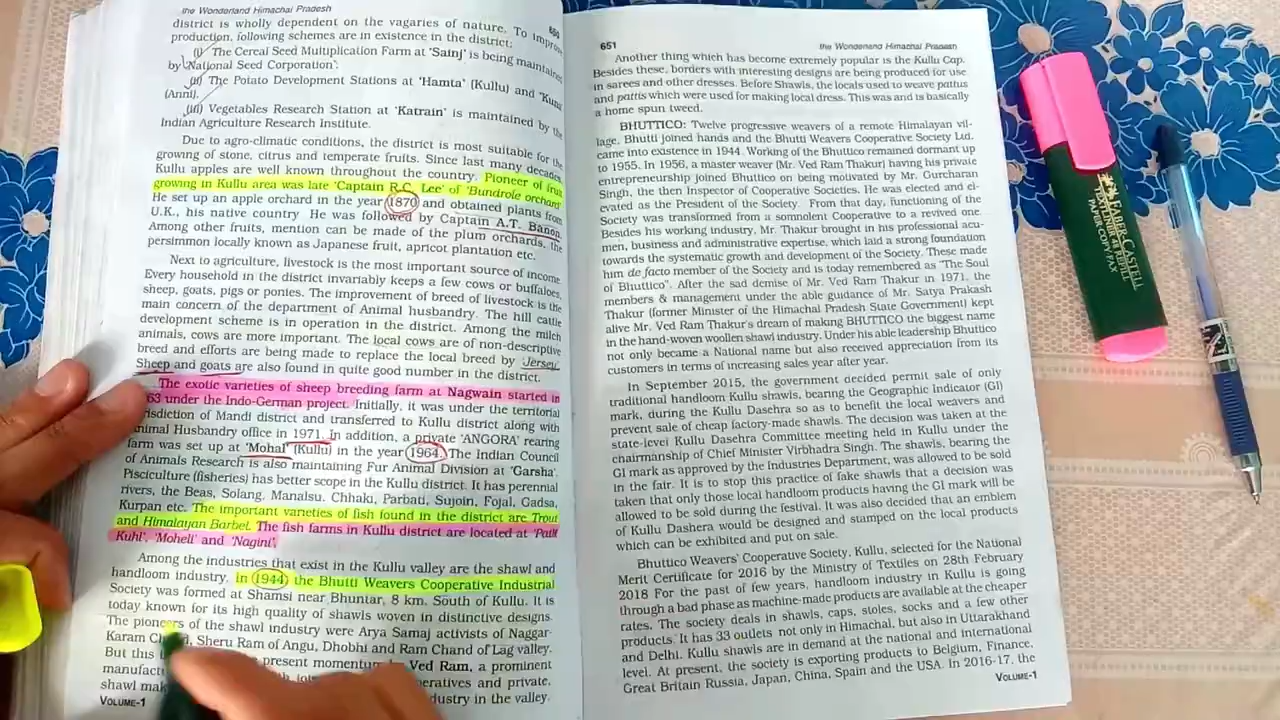 the Wonderland Himachal Pradesh
district is wholly dependent on the vagaries of nature. To improve
production, following schemes are in existence in the district:
(i) The Cereal Seed Multiplication Farm at 'Sainj' is being maintained
by 'National Seed Corporation'.
(ii) The Potato Development Stations at 'Hamta' (Kullu) and
(Anni).
(iii) Vegetables Research Station at 'Katrain' is maintained by the
Indian Agriculture Research Institute.
Due to agro-climatic conditions, the district is most suitable for the
growing of stone, citrus and temperate fruits. Since last many decades,
Kullu apples are well known throughout the country. Pioneer of fruit
growing in Kullu area was late 'Captain R.C. Lee' of 'Bundrole orchard'
He set up an apple orchard in the year 1870 and obtained plants from
U.K., his native country He was followed by Captain A.T. Banon.
Among other fruits, mention can be made of the plum orchards, the
persimmon locally known as Japanese fruit, apricot plantation etc.
Next to agriculture, livestock is the most important source of income.
Every household in the district invariably keeps a few cows or buffaloes,
sheep, goats, pigs or ponies. The improvement of breed of livestock is the
main concern of the department of Animal husbandry. The hill cattle
development scheme is in operation in the district. Among the milch
animals, cows are more important. The local cows are of non-descriptive
breed and efforts are being made to replace the local breed by 'Jersey.
Sheep and goats are also found in quite good number in the district.
The exotic varieties of sheep breeding farm at Nagwain started in
63 under the Indo-German project. Initially, it was under the territorial
risdiction of Mandi district and transferred to Kullu district along with
nimal Husbandry office in 1971. In addition, a private 'ANGORA' rearing
farm was set up at Mohal (Kullu) in the year 1964. The Indian Council
of Animals Research is also maintaining Fur Animal Division at 'Garsha'.
Pisciculture (fisheries) has better scope in the Kullu district. It has perennial
rivers, the Beas, Solang, Manalsu, Chhaki, Parbati, Sujoin, Fojal, Gadsa,
Kurpan etc. The important varieties of fish found in the district are Trout
and Himalayan Barbel. The fish farms in Kullu district are located at 'Patli
Kuhl', 'Moheli' and 'Nagini'.
Among the industries that exist in the Kullu valley are the shawl and
handloom industry. In 1944 the Bhutti Weavers Cooperative Industrial
Society was formed at Shamsi near Bhuntar, 8 km. South of Kullu. It is
today known for its high quality of shawls woven in distinctive designs.
The pioneers of the shawl industry were Arya Samaj activists of Naggar-
Karam Sheru Ram of Angu, Dhobhi and Ram Chand of Lag valley.
But this present momentum Ved Ram, a prominent
manufact eratives and private,
shawl mak dustry in the valley.
VOLUME-1
651
the Wonderland Himachal Pradesh
Another thing which has become extremely popular is the Kullu Cap.
Besides these, borders with interesting designs are being produced for use
in sarees and other dresses. Before Shawls, the locals used to weave pattus
and pattis which were used for making local dress. This was and is basically
a home spun tweed.
BHUTTICO: Twelve progressive weavers of a remote Himalayan vil-
lage, Bhutti joined hands and the Bhutti Weavers Cooperative Society Ltd.
came into existence in 1944. Working of the Bhuttico remained dormant up
to 1955. In 1956, a master weaver (Mr. Ved Ram Thakur) having his private
entrepreneurship joined Bhuttico on being motivated by Mr. Gurcharan
Singh, the then Inspector of Cooperative Societies. He was elected and el-
evated as the President of the Society. From that day, functioning of the
Society was transformed from a somnolent Cooperative to a revived one.
Besides his working industry, Mr. Thakur brought in his professional acu-
men, business and administrative expertise, which laid a strong foundation
towards the systematic growth and development of the Society. These made
him de facto member of the Society and is today remembered as "The Soul
of Bhuttico". After the sad demise of Mr. Ved Ram Thakur in 1971, the
members & management under the able guidance of Mr. Satya Prakash
Thakur (former Minister of the Himachal Pradesh State Government) kept
alive Mr. Ved Ram Thakur's dream of making BHUTTICO the biggest name
in the hand-woven woollen shawl industry. Under his able leadership Bhuttico
not only became a National name but also received appreciation from its
customers in terms of increasing sales year after year.
In September 2015, the government decided permit sale of only
traditional handloom Kullu shawls, bearing the Geographic Indicator (GI)
mark, during the Kullu Dasehra so as to benefit the local weavers and
prevent sale of cheap factory-made shawls. The decision was taken at the
state-level Kullu Dasehra Committee meeting held in Kullu under the
chairmanship of Chief Minister Virbhadra Singh. The shawls, bearing the
GI mark as approved by the Industries Department, was allowed to be sold
in the fair. It is to stop this practice of fake shawls that a decision was
taken that only those local handloom products having the GI mark will be
allowed to be sold during the festival. It was also decided that an emblem
of Kullu Dashera would be designed and stamped on the local products
which can be exhibited and put on sale.
Bhuttico Weavers' Cooperative Society, Kullu, selected for the National
Merit Certificate for 2016 by the Ministry of Textiles on 28th February
2018 For the past of few years, handloom industry in Kullu is going
through a bad phase as machine-made products are available at the cheaper
rates. The society deals in shawls, caps, stoles, socks and a few other
products. It has 33 outlets not only in Himachal, but also in Uttarakhand
and Delhi. Kullu shawls are in demand at the national and international
level. At present, the society is exporting products to Belgium, Finance,
Great Britain Russia, Japan, China, Spain and the USA. In 2016-17, the
VOLUME-1
FABER-CASTELL
TEXTLINER 48 REFILL
PAPER·COPY·FAX